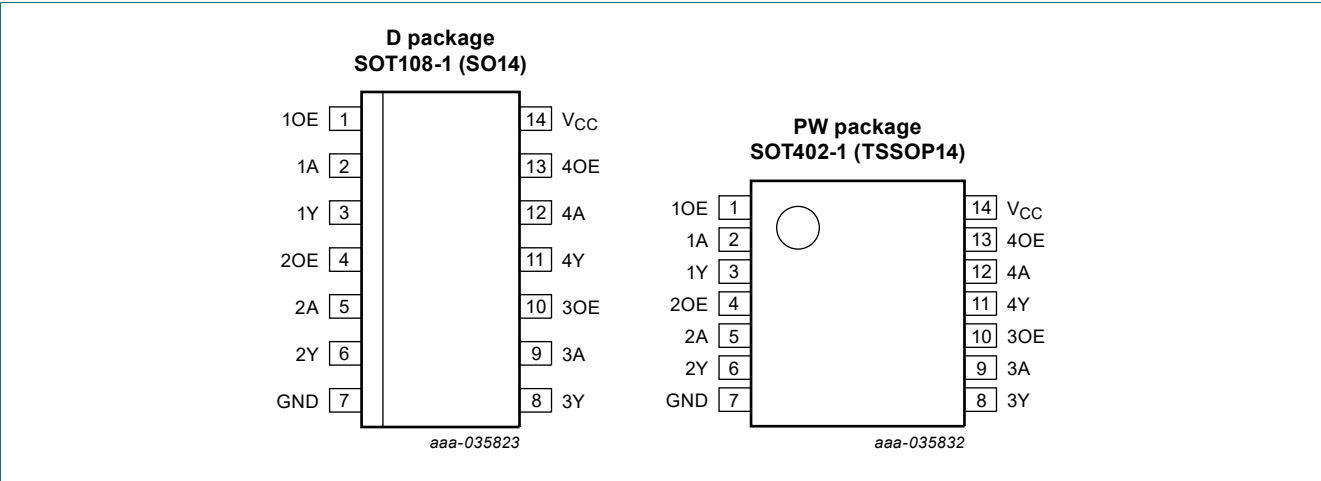 D package
SOT108-1 (SO14)
1OE 1 14 VCC
1A 2 13 4OE
1Y 3 12 4A
2OE 4 11 4Y
2A 5 10 3OE
2Y 6 9 3A
GND 7 8 3Y
aaa-035823
PW package
SOT402-1 (TSSOP14)
1OE 1 14 VCC
1A 2 13 4OE
1Y 3 12 4A
2OE 4 11 4Y
2A 5 10 3OE
2Y 6 9 3A
GND 7 8 3Y
aaa-035832